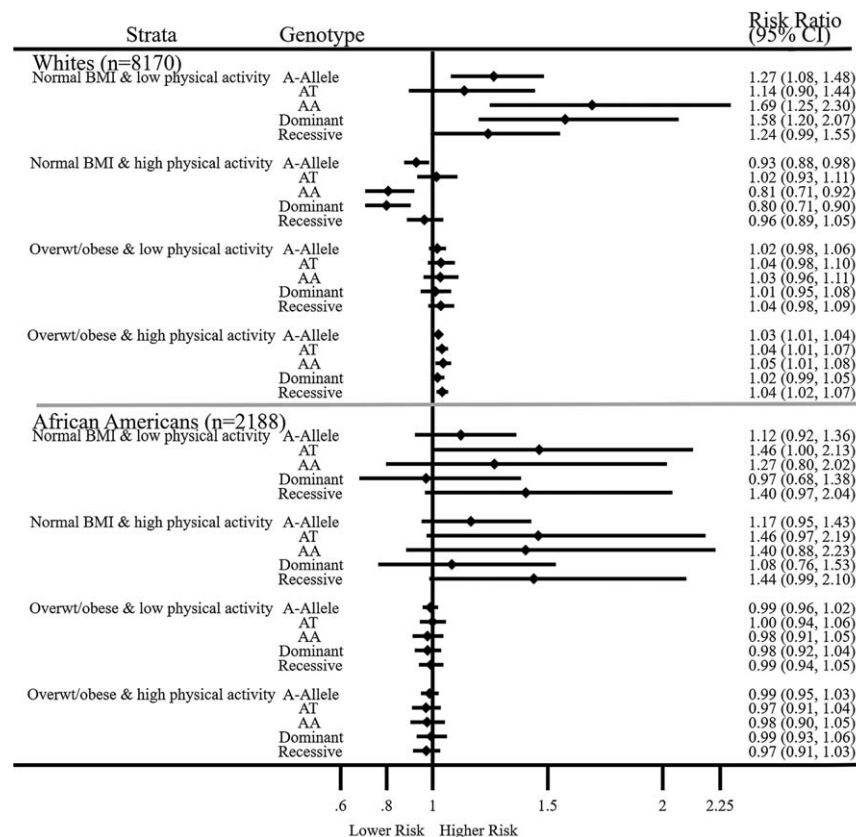 Strata Genotype Risk Ratio (95% CI)
Whites (n=8170)
Normal BMI & low physical activity A-Allele 1.27 (1.08, 1.48)
AT 1.14 (0.90, 1.44)
AA 1.69 (1.25, 2.30)
Dominant 1.58 (1.20, 2.07)
Recessive 1.24 (0.99, 1.55)
Normal BMI & high physical activity A-Allele 0.93 (0.88, 0.98)
AT 1.02 (0.93, 1.11)
AA 0.81 (0.71, 0.92)
Dominant 0.80 (0.71, 0.90)
Recessive 0.96 (0.89, 1.05)
Overwt/obese & low physical activity A-Allele 1.02 (0.98, 1.06)
AT 1.04 (0.98, 1.10)
AA 1.03 (0.96, 1.11)
Dominant 1.01 (0.95, 1.08)
Recessive 1.04 (0.98, 1.09)
Overwt/obese & high physical activity A-Allele 1.03 (1.01, 1.04)
AT 1.04 (1.01, 1.07)
AA 1.05 (1.01, 1.08)
Dominant 1.02 (0.99, 1.05)
Recessive 1.04 (1.02, 1.07)
African Americans (n=2188)
Normal BMI & low physical activity A-Allele 1.12 (0.92, 1.36)
AT 1.46 (1.00, 2.13)
AA 1.27 (0.80, 2.02)
Dominant 0.97 (0.68, 1.38)
Recessive 1.40 (0.97, 2.04)
Normal BMI & high physical activity A-Allele 1.17 (0.95, 1.43)
AT 1.46 (0.97, 2.19)
AA 1.40 (0.88, 2.23)
Dominant 1.08 (0.76, 1.53)
Recessive 1.44 (0.99, 2.10)
Overwt/obese & low physical activity A-Allele 0.99 (0.96, 1.02)
AT 1.00 (0.94, 1.06)
AA 0.98 (0.91, 1.05)
Dominant 0.98 (0.92, 1.04)
Recessive 0.99 (0.94, 1.05)
Overwt/obese & high physical activity A-Allele 0.99 (0.95, 1.03)
AT 0.97 (0.91, 1.04)
AA 0.98 (0.90, 1.05)
Dominant 0.99 (0.93, 1.06)
Recessive 0.97 (0.91, 1.03)
.6 .8 1 1.5 2 2.25
Lower Risk Higher Risk